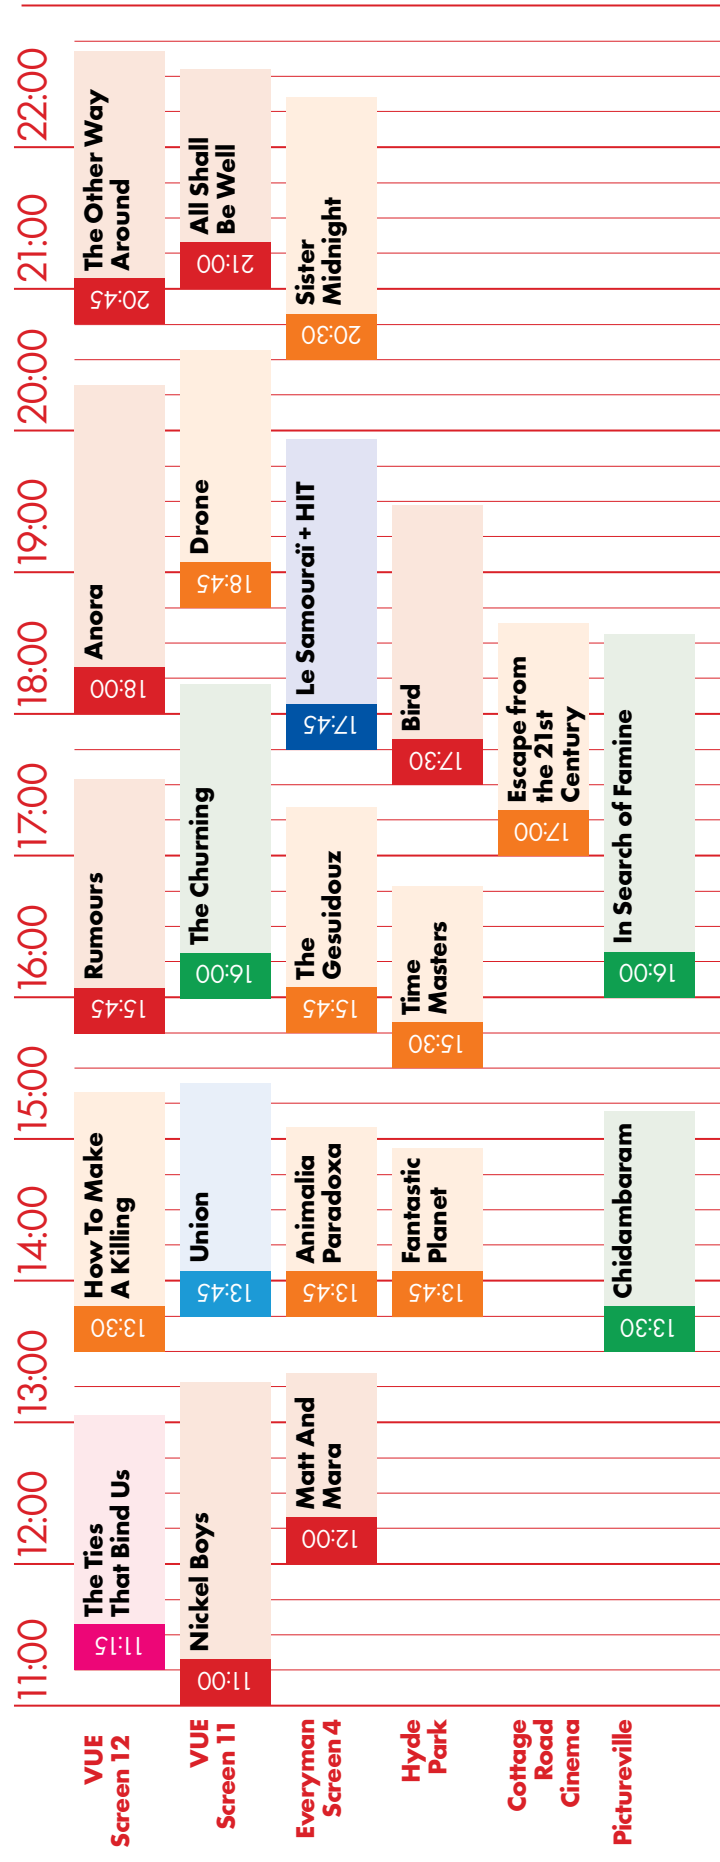 11:00
12:00
13:00
14:00
15:00
16:00
17:00
18:00
19:00
20:00
21:00
22:00
VUE
Screen 12
11:15
The Ties
That Bind Us
13:30
How To Make
A Killing
15:45
Rumours
18:00
Anora
20:45
The Other Way
Around
VUE
Screen 11
11:00
Nickel Boys
13:45
Union
16:00
The Churning
18:45
Drone
21:00
All Shall
Be Well
Everyman
Screen 4
12:00
Matt And
Mara
13:45
Animalia
Paradoxa
15:45
The
Gesuidouz
17:45
Le Samouraï + HIT
20:30
Sister
Midnight
Hyde
Park
13:45
Fantastic
Planet
15:30
Time
Masters
17:30
Bird
Cottage
Road
Cinema
17:00
Escape from
the 21st
Century
Pictureville
13:30
Chidambaram
16:00
In Search of Famine